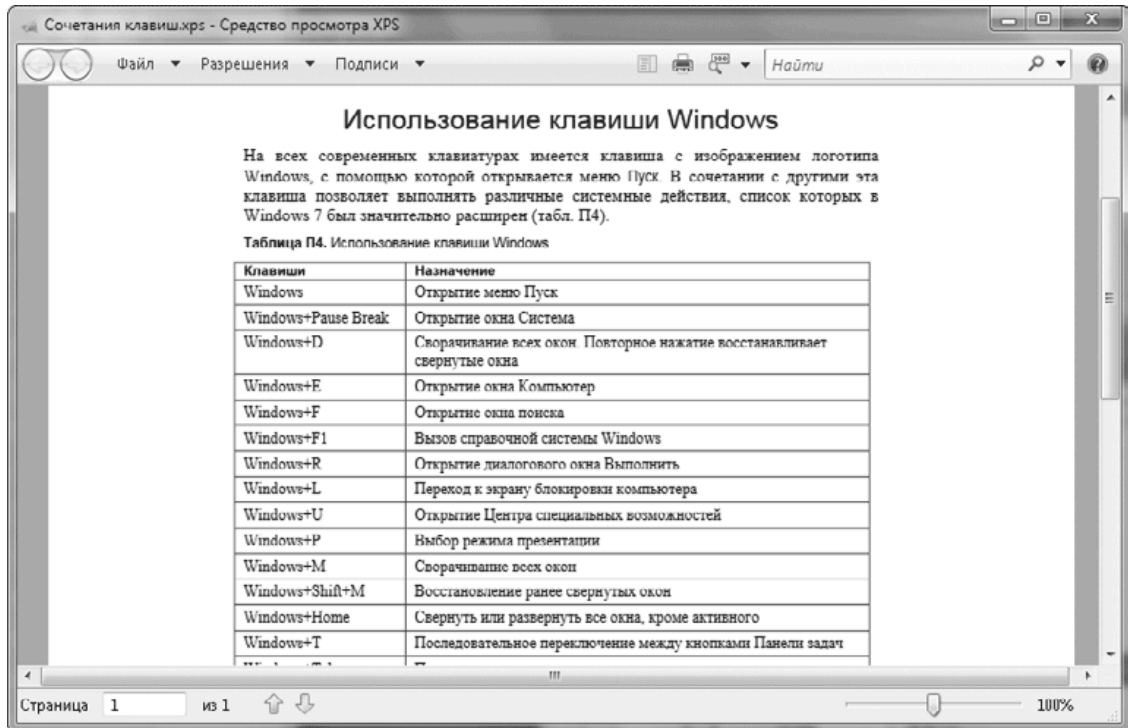 Сочетания клавиш.xps - Средство просмотра XPS
Файл Разрешения Подписи Найти
Использование клавиши Windows
На всех современных клавиатурах имеется клавиша с изображением логотипа
Windows, с помощью которой открывается меню Пуск. В сочетании с другими эта
клавиша позволяет выполнять различные системные действия, список которых в
Windows 7 был значительно расширен (табл. П4).
Таблица П4. Использование клавиши Windows
Клавиши Назначение
Windows Открытие меню Пуск
Windows+Pause Break Открытие окна Система
Windows+D Сворачивание всех окон. Повторное нажатие восстанавливает
свернутые окна
Windows+E Открытие окна Компьютер
Windows+F Открытие окна поиска
Windows+F1 Вызов справочной системы Windows
Windows+R Открытие диалогового окна Выполнить
Windows+L Переход к экрану блокировки компьютера
Windows+U Открытие Центра специальных возможностей
Windows+P Выбор режима презентации
Windows+M Сворачивание всех окон
Windows+Shift+M Восстановление ранее свернутых окон
Windows+Home Свернуть или развернуть все окна, кроме активного
Windows+T Последовательное переключение между кнопками Панели задач
Страница 1 из 1 100%